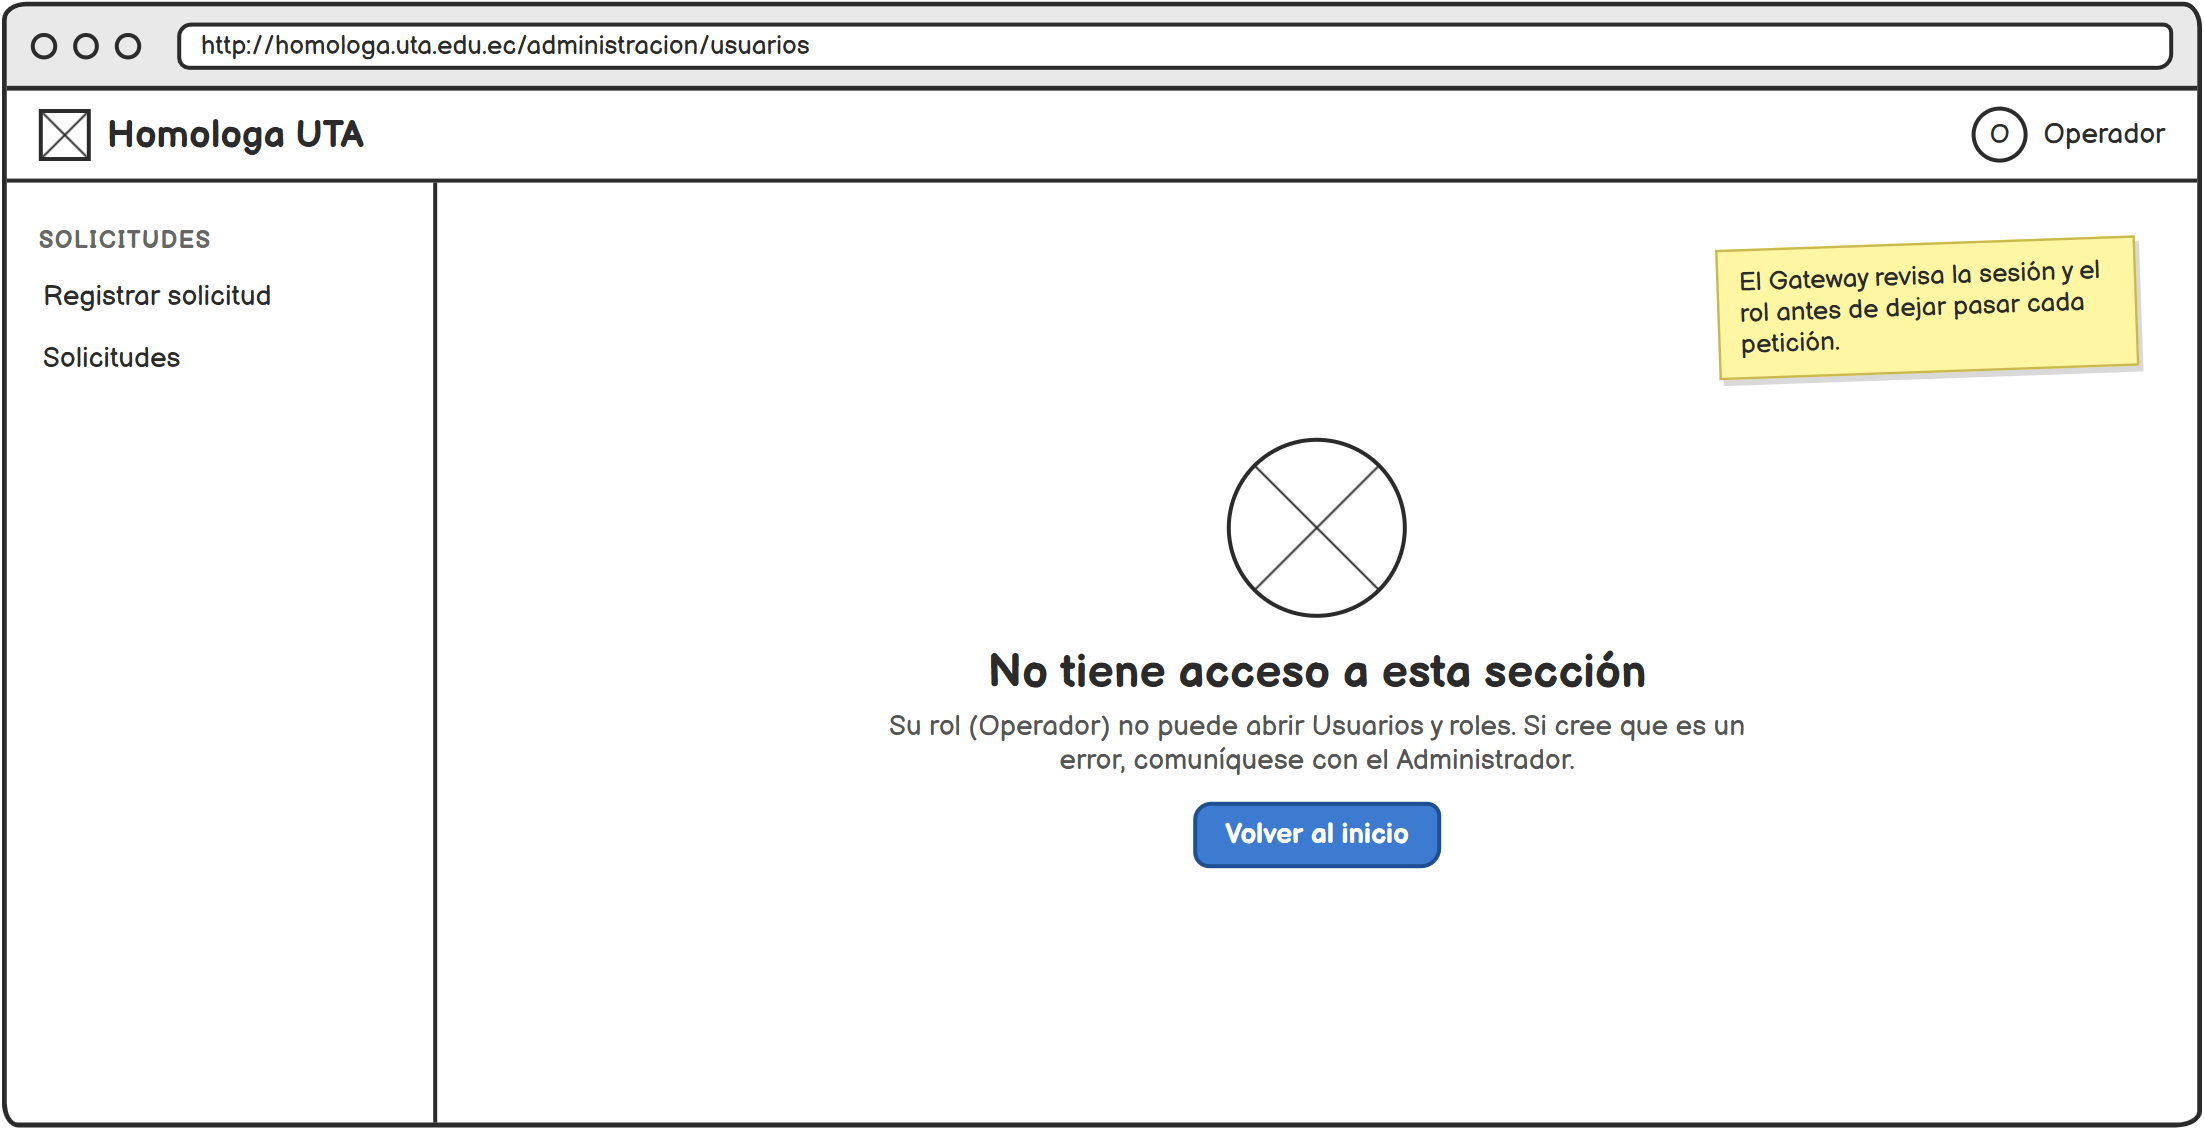 http://homologa.uta.edu.ec/administracion/usuarios
Homologa UTA
O Operador
SOLICITUDES
Registrar solicitud
Solicitudes
El Gateway revisa la sesión y el
rol antes de dejar pasar cada
petición.
No tiene acceso a esta sección
Su rol (Operador) no puede abrir Usuarios y roles. Si cree que es un
error, comuníquese con el Administrador.
Volver al inicio